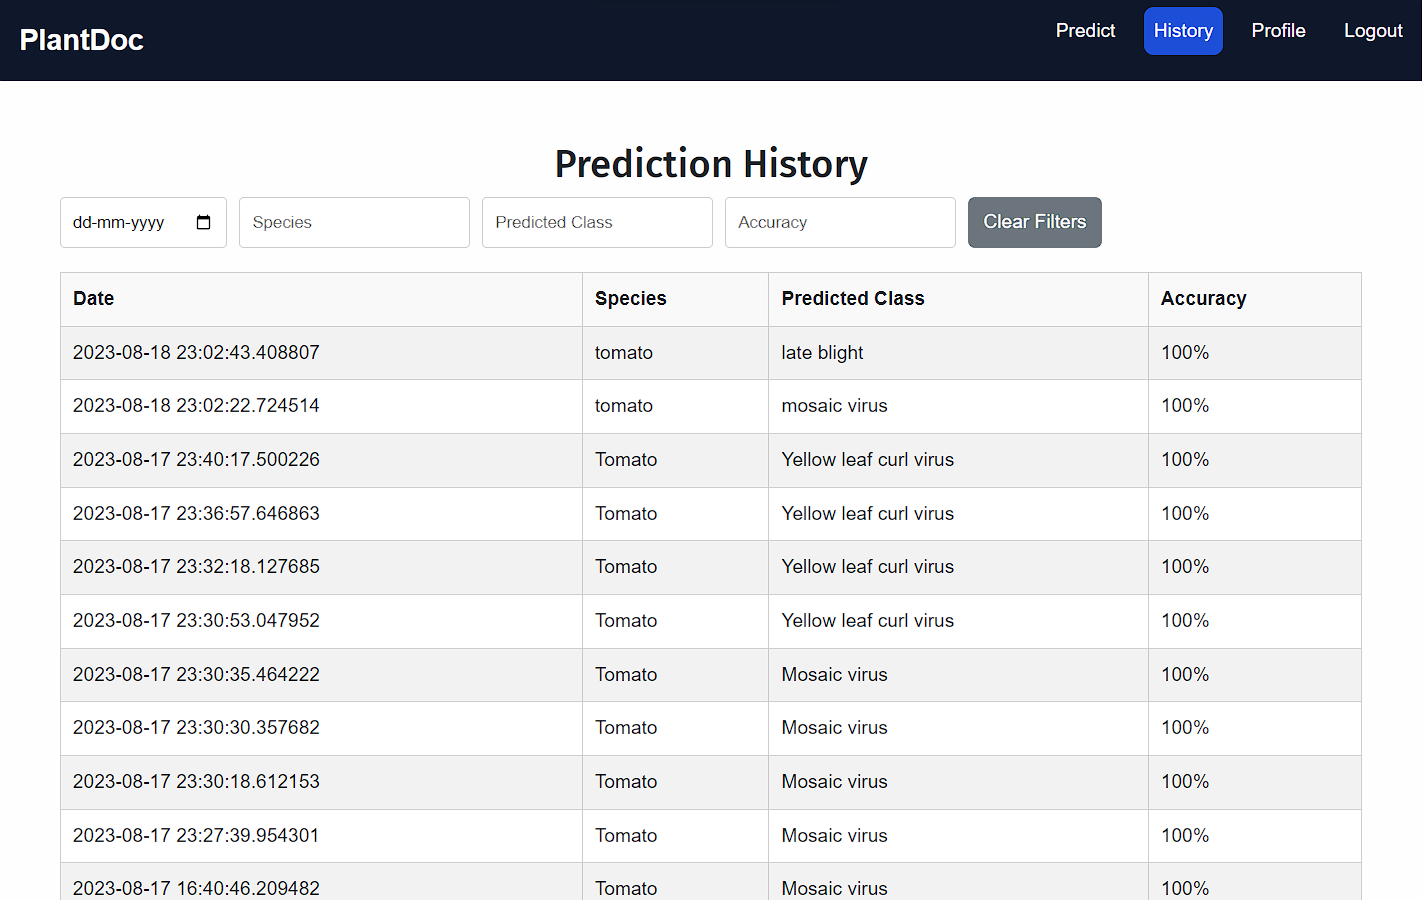 PlantDoc Predict History Profile Logout
Prediction History
dd-mm-yyyy Species Predicted Class Accuracy Clear Filters
Date Species Predicted Class Accuracy
2023-08-18 23:02:43.408807 tomato late blight 100%
2023-08-18 23:02:22.724514 tomato mosaic virus 100%
2023-08-17 23:40:17.500226 Tomato Yellow leaf curl virus 100%
2023-08-17 23:36:57.646863 Tomato Yellow leaf curl virus 100%
2023-08-17 23:32:18.127685 Tomato Yellow leaf curl virus 100%
2023-08-17 23:30:53.047952 Tomato Yellow leaf curl virus 100%
2023-08-17 23:30:35.464222 Tomato Mosaic virus 100%
2023-08-17 23:30:30.357682 Tomato Mosaic virus 100%
2023-08-17 23:30:18.612153 Tomato Mosaic virus 100%
2023-08-17 23:27:39.954301 Tomato Mosaic virus 100%
2023-08-17 16:40:46.209482 Tomato Mosaic virus 100%